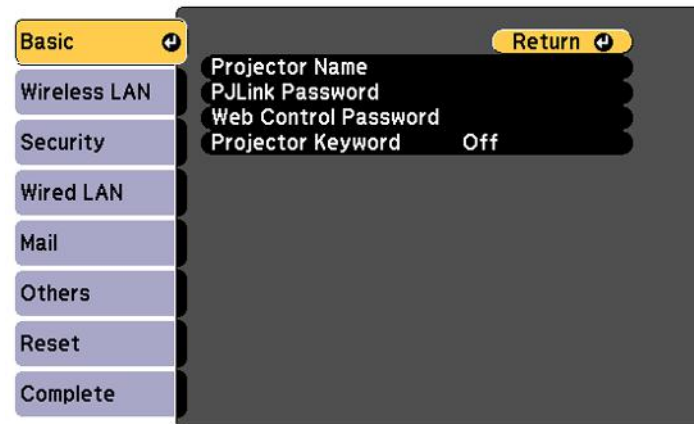 Basic
Wireless LAN
Security
Wired LAN
Mail
Others
Reset
Complete
Return
Projector Name
PJLink Password
Web Control Password
Projector Keyword Off